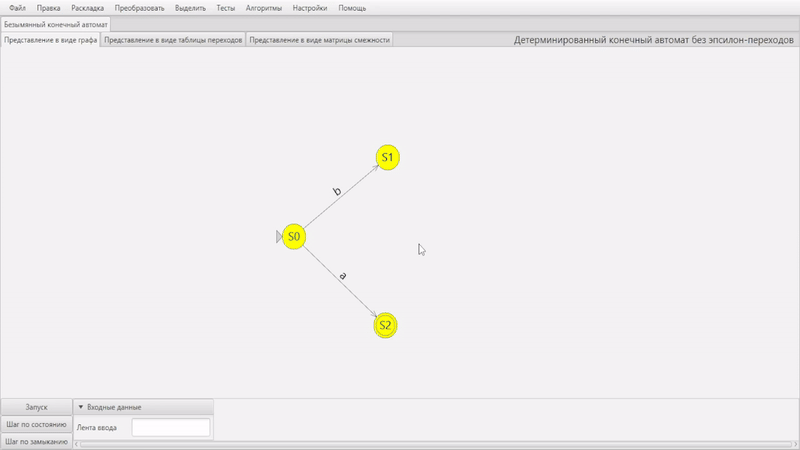 Файл Правка Раскладка Преобразовать Выделить Тесты Алгоритмы Настройки Помощь
Безымянный конечный автомат
Представление в виде графа Представление в виде таблицы переходов Представление в виде матрицы смежности Детерминированный конечный автомат без эпсилон-переходов
S1
b
S0
a
S2
Запуск Входные данные
Шаг по состоянию Лента ввода
Шаг по замыканию